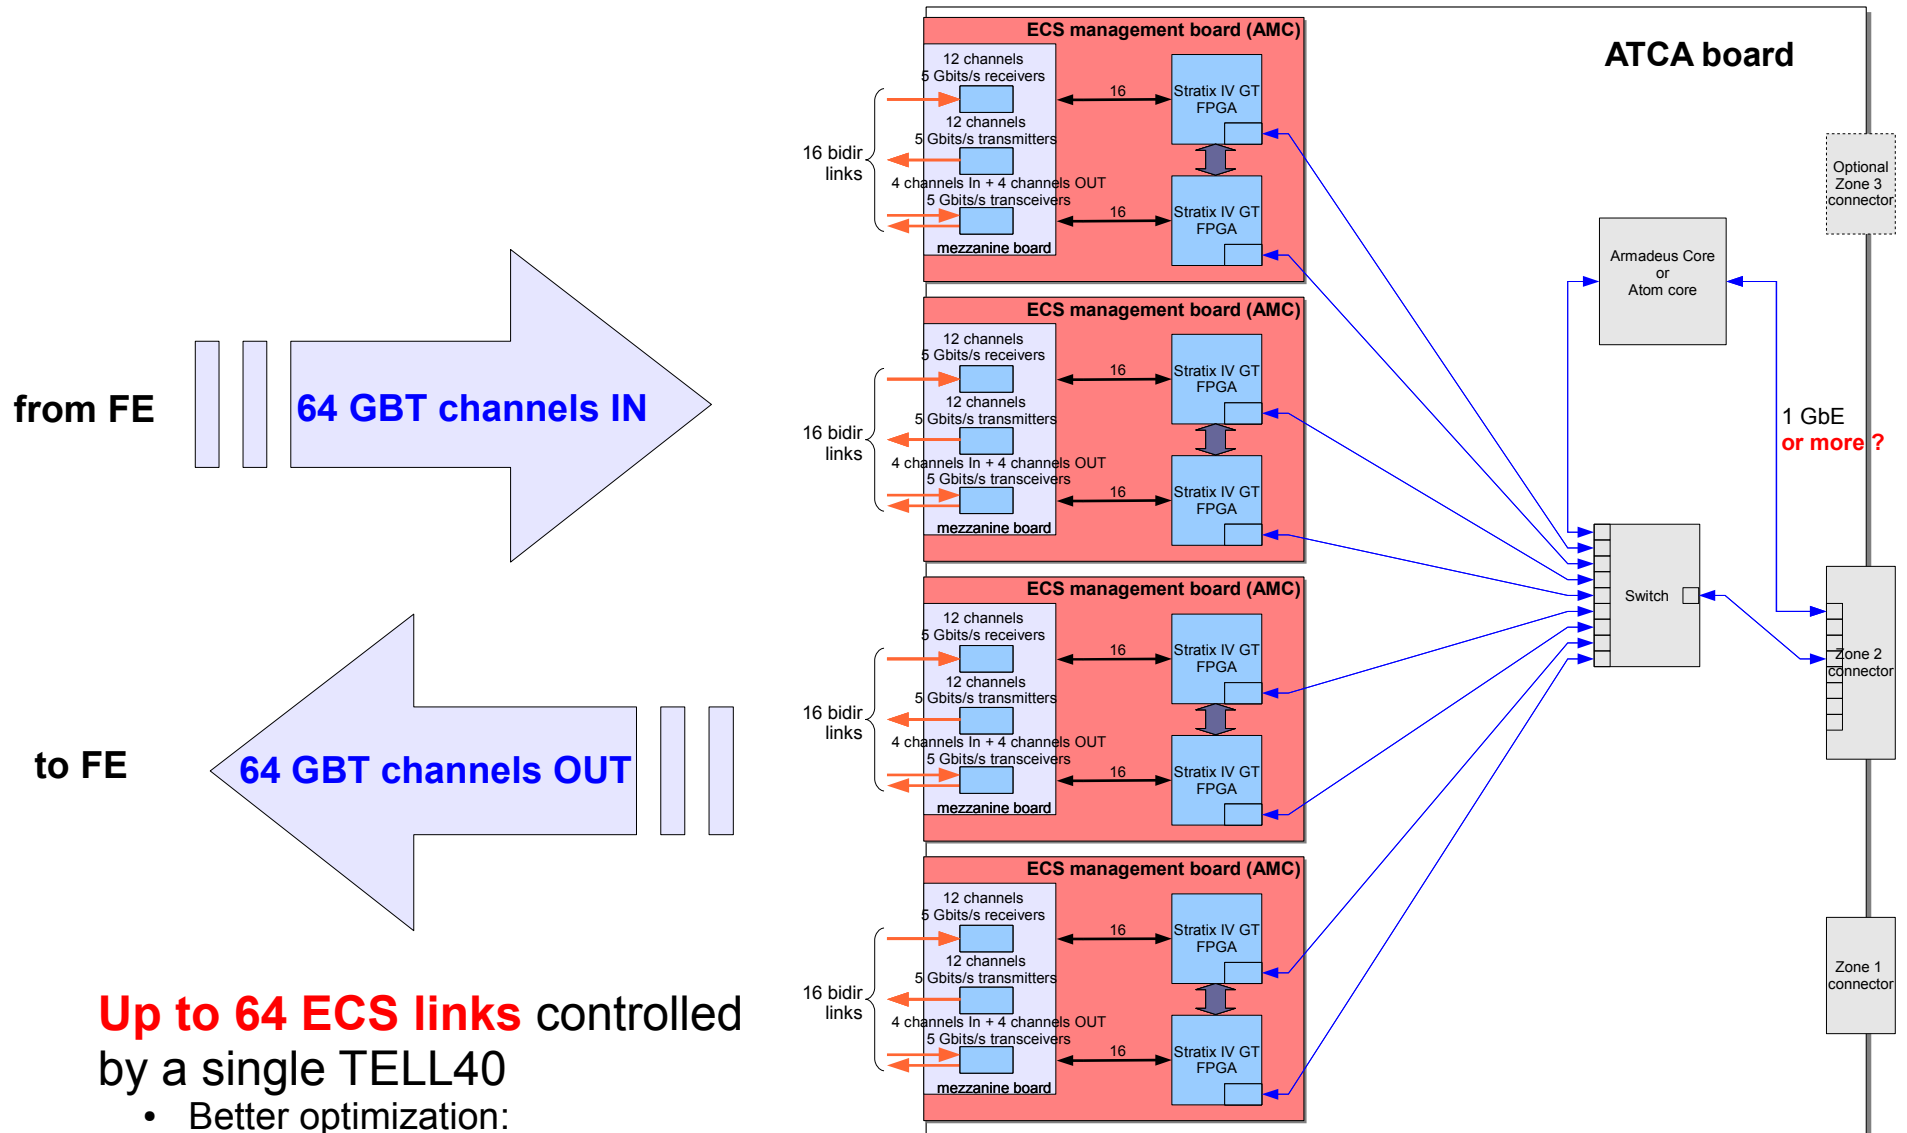 ATCA board
from FE
64 GBT channels IN
to FE
64 GBT channels OUT
Up to 64 ECS links controlled
by a single TELL40
• Better optimization:
ECS management board (AMC)
12 channels
5 Gbits/s receivers
12 channels
5 Gbits/s transmitters
4 channels In + 4 channels OUT
5 Gbits/s transceivers
mezzanine board
16 bidir
links
16
16
Stratix IV GT
FPGA
Stratix IV GT
FPGA
ECS management board (AMC)
12 channels
5 Gbits/s receivers
12 channels
5 Gbits/s transmitters
4 channels In + 4 channels OUT
5 Gbits/s transceivers
mezzanine board
16 bidir
links
16
16
Stratix IV GT
FPGA
Stratix IV GT
FPGA
ECS management board (AMC)
12 channels
5 Gbits/s receivers
12 channels
5 Gbits/s transmitters
4 channels In + 4 channels OUT
5 Gbits/s transceivers
mezzanine board
16 bidir
links
16
16
Stratix IV GT
FPGA
Stratix IV GT
FPGA
ECS management board (AMC)
12 channels
5 Gbits/s receivers
12 channels
5 Gbits/s transmitters
4 channels In + 4 channels OUT
5 Gbits/s transceivers
mezzanine board
16 bidir
links
16
16
Stratix IV GT
FPGA
Stratix IV GT
FPGA
Optional
Zone 3
connector
Armadeus Core
or
Atom core
1 GbE
or more ?
Switch
Zone 2
connector
Zone 1
connector